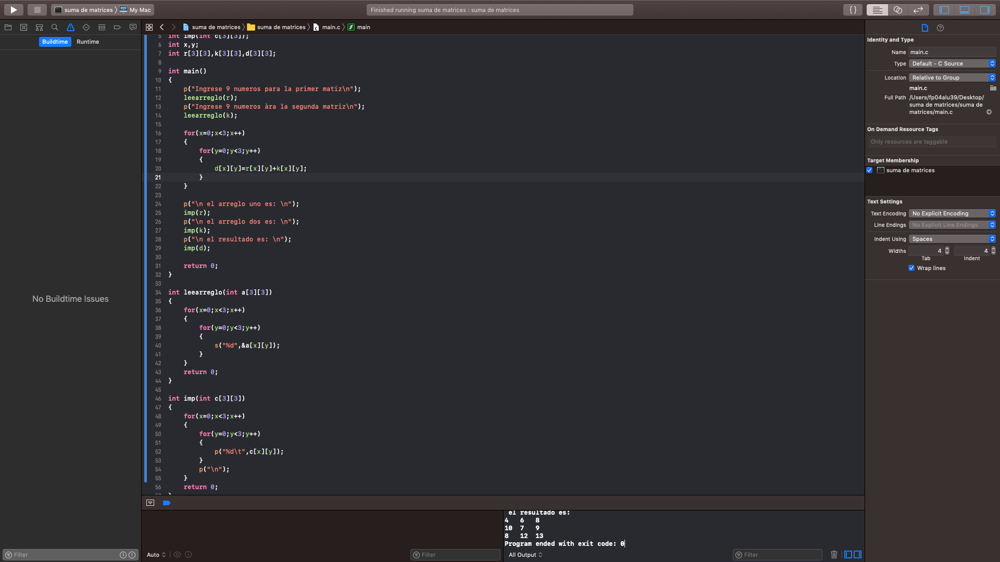 suma de matrices 〉 My Mac
Finished running suma de matrices : suma de matrices
{}
Buildtime Runtime
No Buildtime Issues
Filter
suma de matrices 〉 suma de matrices 〉 main.c 〉 main
5 int imp(int c[3][3]);
6 int x,y;
7 int r[3][3],k[3][3],d[3][3];
8
9 int main()
10 {
11     p("Ingrese 9 numeros para la primer matiz\n");
12     leearreglo(r);
13     p("Ingrese 9 numeros àra la segunda matriz\n");
14     leearreglo(k);
15
16     for(x=0;x<3;x++)
17     {
18         for(y=0;y<3;y++)
19         {
20             d[x][y]=r[x][y]+k[x][y];
21         }
22     }
23
24     p("\n el arreglo uno es: \n");
25     imp(r);
26     p("\n el arreglo dos es: \n");
27     imp(k);
28     p("\n el resultado es: \n");
29     imp(d);
30
31     return 0;
32 }
33
34 int leearreglo(int a[3][3])
35 {
36     for(x=0;x<3;x++)
37     {
38         for(y=0;y<3;y++)
39         {
40             s("%d",&a[x][y]);
41         }
42     }
43     return 0;
44 }
45
46 int imp(int c[3][3])
47 {
48     for(x=0;x<3;x++)
49     {
50         for(y=0;y<3;y++)
51         {
52             p("%d\t",c[x][y]);
53         }
54         p("\n");
55     }
56     return 0;
Auto
Filter
el resultado es:
4 6 8
10 7 9
8 12 13
Program ended with exit code: 0
All Output
Filter
Identity and Type
Name main.c
Type Default - C Source
Location Relative to Group
main.c
Full Path /Users/fp04alu39/Desktop/
suma de matrices/suma de
matrices/main.c
On Demand Resource Tags
Only resources are taggable
Target Membership
suma de matrices
Text Settings
Text Encoding No Explicit Encoding
Line Endings No Explicit Line Endings
Indent Using Spaces
Widths 4 4
Tab Indent
Wrap lines